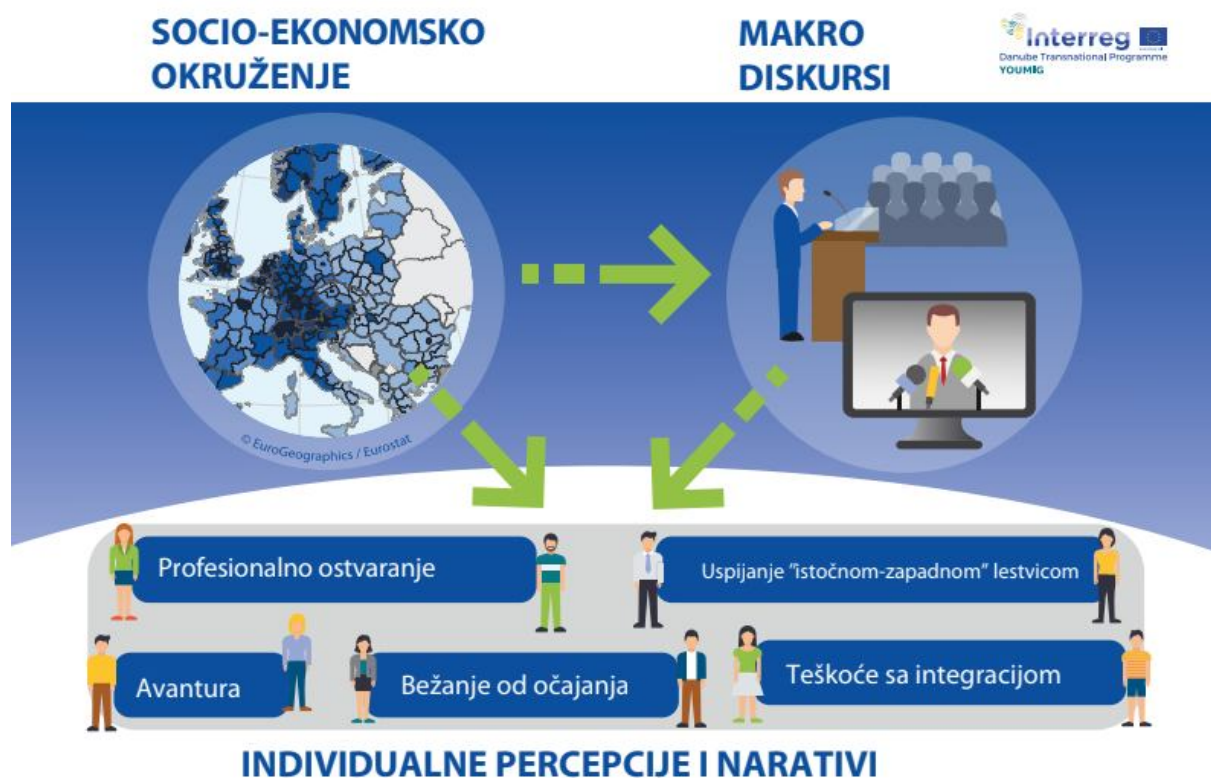 SOCIO-EKONOMSKO
OKRUŽENJE
MAKRO
DISKURSI
Interreg
Danube Transnational Programme
YOUMIG
© EuroGeographics / Eurostat
Profesionalno ostvaranje
Uspijanje "istočnom-zapadnom" lestvicom
Avantura
Bežanje od očajanja
Teškoće sa integracijom
INDIVIDUALNE PERCEPCIJE I NARATIVI